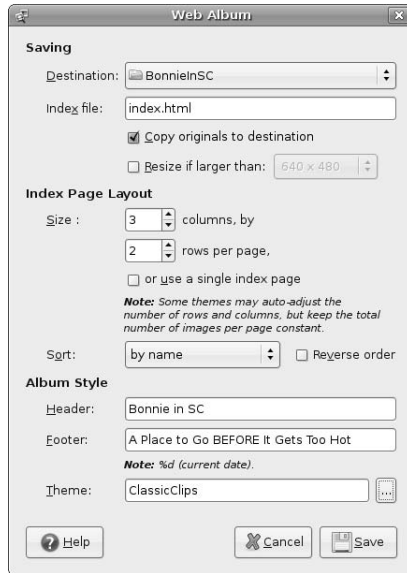 Web Album
Saving
Destination: BonnieInSC
Index file: index.html
Copy originals to destination
Resize if larger than: 640 × 480
Index Page Layout
Size : 3 columns, by
2 rows per page,
or use a single index page
Note: Some themes may auto-adjust the
number of rows and columns, but keep the total
number of images per page constant.
Sort: by name Reverse order
Album Style
Header: Bonnie in SC
Footer: A Place to Go BEFORE It Gets Too Hot
Note: %d (current date).
Theme: ClassicClips ...
Help Cancel Save